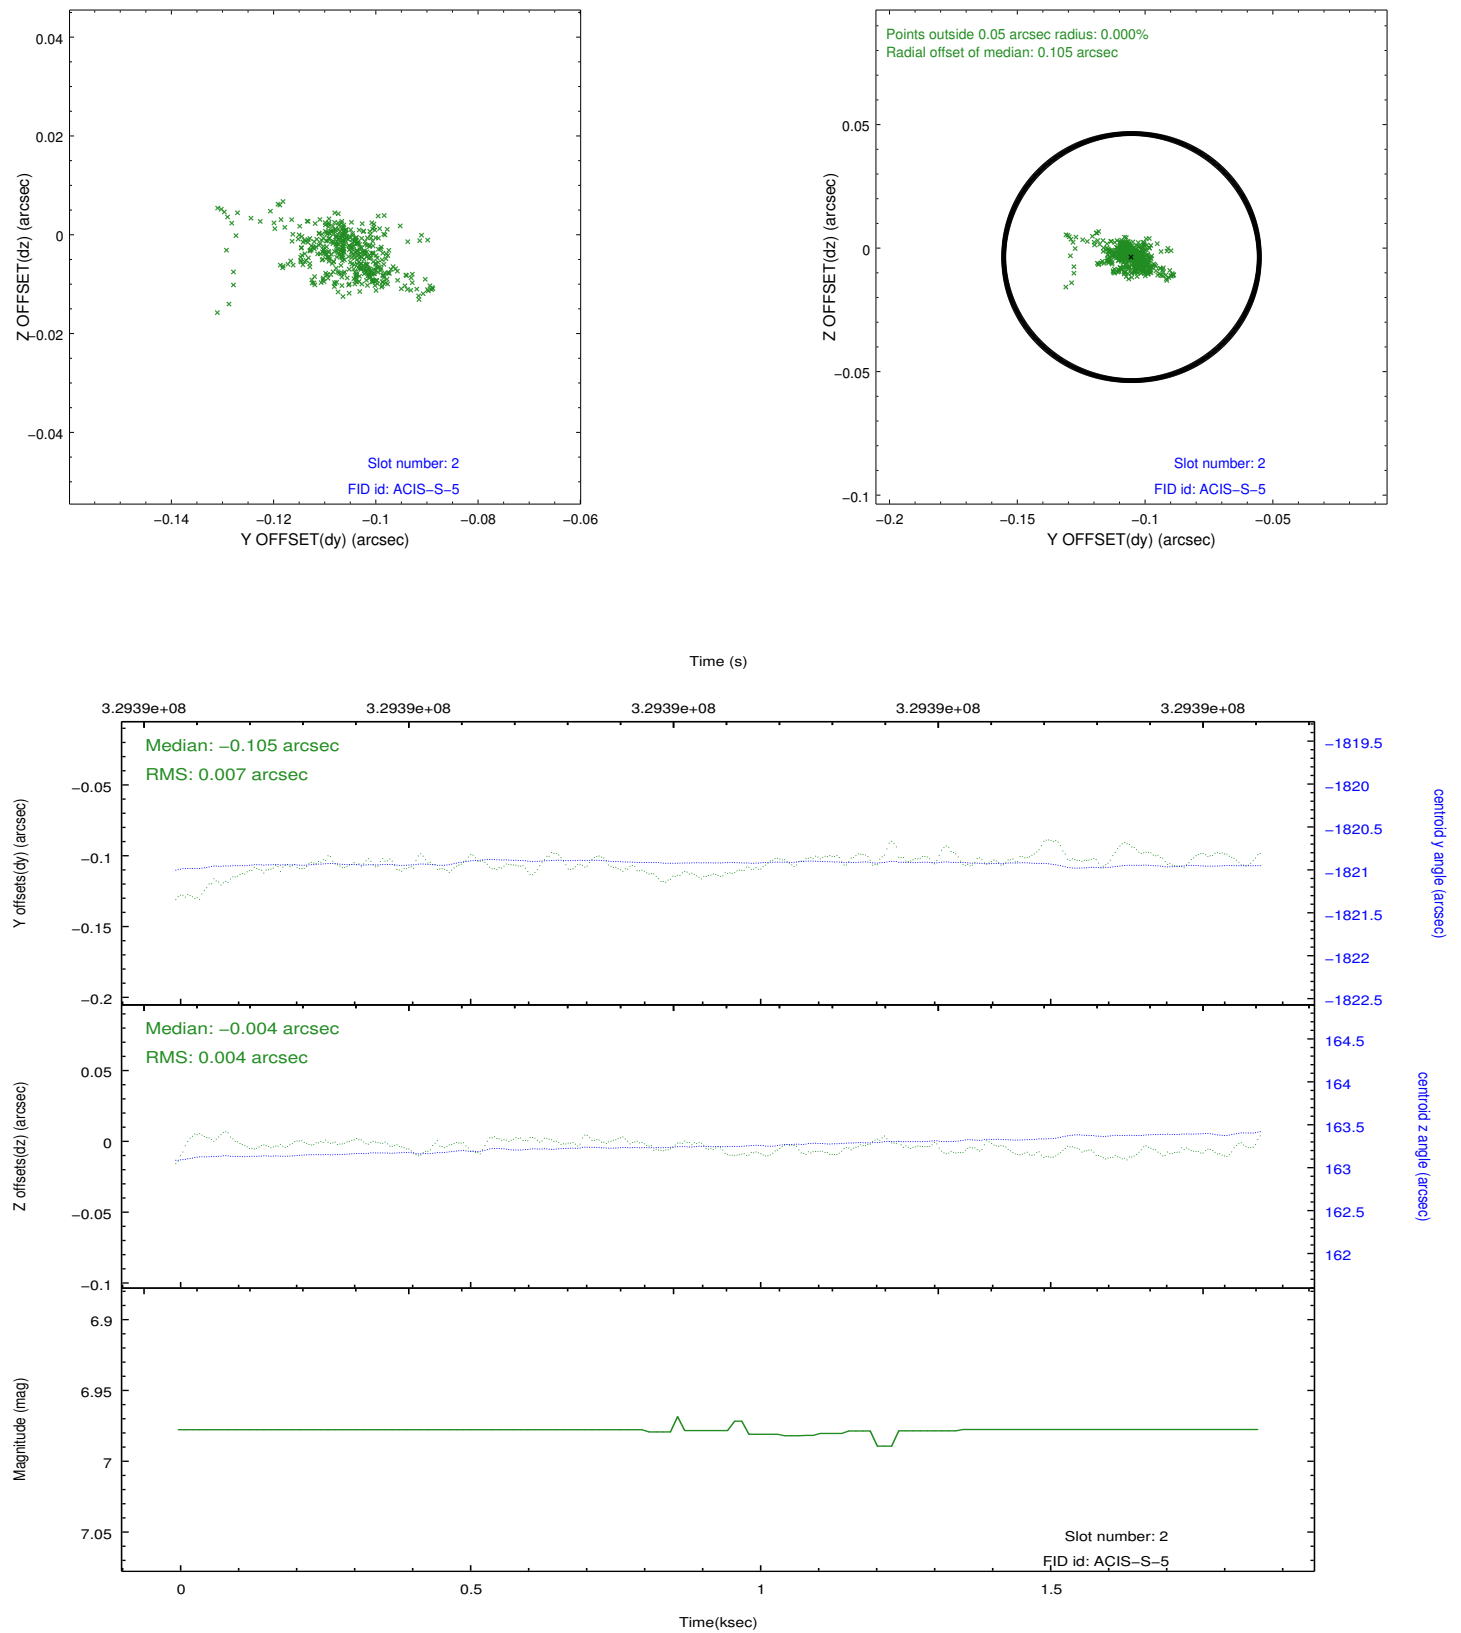 0.04
0.02
0
−0.02
−0.04
Z OFFSET(dz) (arcsec)
Slot number: 2
FID id: ACIS−S−5
−0.14
−0.12
−0.1
−0.08
−0.06
Y OFFSET(dy) (arcsec)
Points outside 0.05 arcsec radius: 0.000%
Radial offset of median: 0.105 arcsec
0.05
0
−0.05
−0.1
Z OFFSET(dz) (arcsec)
Slot number: 2
FID id: ACIS−S−5
−0.2
−0.15
−0.1
−0.05
Y OFFSET(dy) (arcsec)
Time (s)
3.2939e+08
3.2939e+08
3.2939e+08
3.2939e+08
3.2939e+08
Median: −0.105 arcsec
RMS: 0.007 arcsec
−0.05
−0.1
−0.15
−0.2
Y offsets(dy) (arcsec)
−1819.5
−1820
−1820.5
−1821
−1821.5
−1822
−1822.5
centroid y angle (arcsec)
Median: −0.004 arcsec
RMS: 0.004 arcsec
0.05
0
−0.05
−0.1
Z offsets(dz) (arcsec)
164.5
164
163.5
163
162.5
162
centroid z angle (arcsec)
6.9
6.95
7
7.05
Magnitude (mag)
Slot number: 2
FID id: ACIS−S−5
0
0.5
1
1.5
Time(ksec)